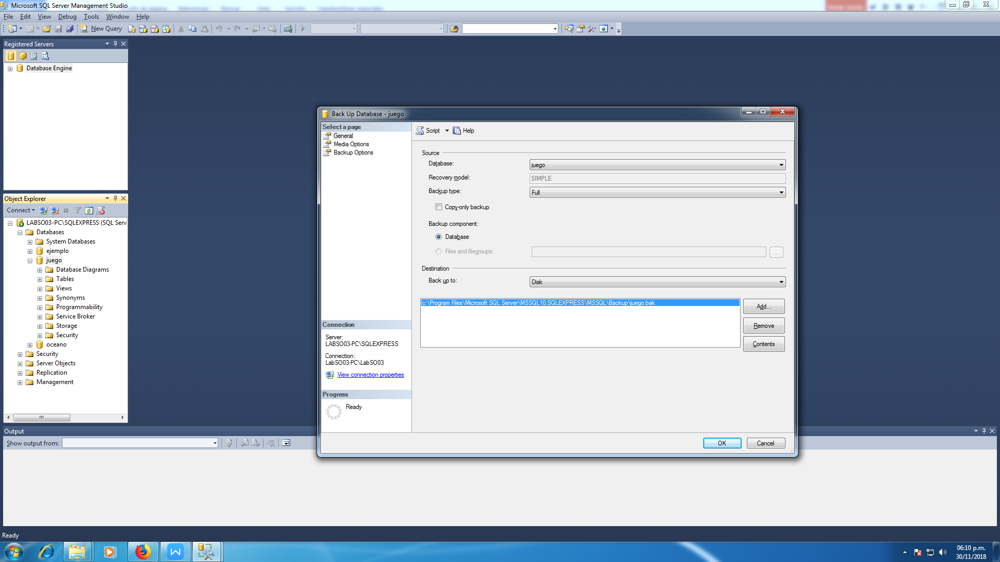 Microsoft SQL Server Management Studio
File Edit View Debug Tools Window Help
New Query
Registered Servers
Database Engine
Object Explorer
Connect
LABSO03-PC\SQLEXPRESS (SQL Serv
Databases
System Databases
ejemplo
juego
Database Diagrams
Tables
Views
Synonyms
Programmability
Service Broker
Storage
Security
oceano
Security
Server Objects
Replication
Management
Back Up Database - juego
Select a page
General
Media Options
Backup Options
Script Help
Source
Database: juego
Recovery model: SIMPLE
Backup type: Full
Copy-only backup
Backup component:
Database
Files and filegroups: ...
Destination
Back up to: Disk
c:\Program Files\Microsoft SQL Server\MSSQL10.SQLEXPRESS\MSSQL\Backup\juego.bak
Add...
Remove
Contents
Connection
Server:
LABSO03-PC\SQLEXPRESS
Connection:
LabSO03-PC\LabSO03
View connection properties
Progress
Ready
OK Cancel
Output
Show output from:
Ready
06:10 p.m.
30/11/2018